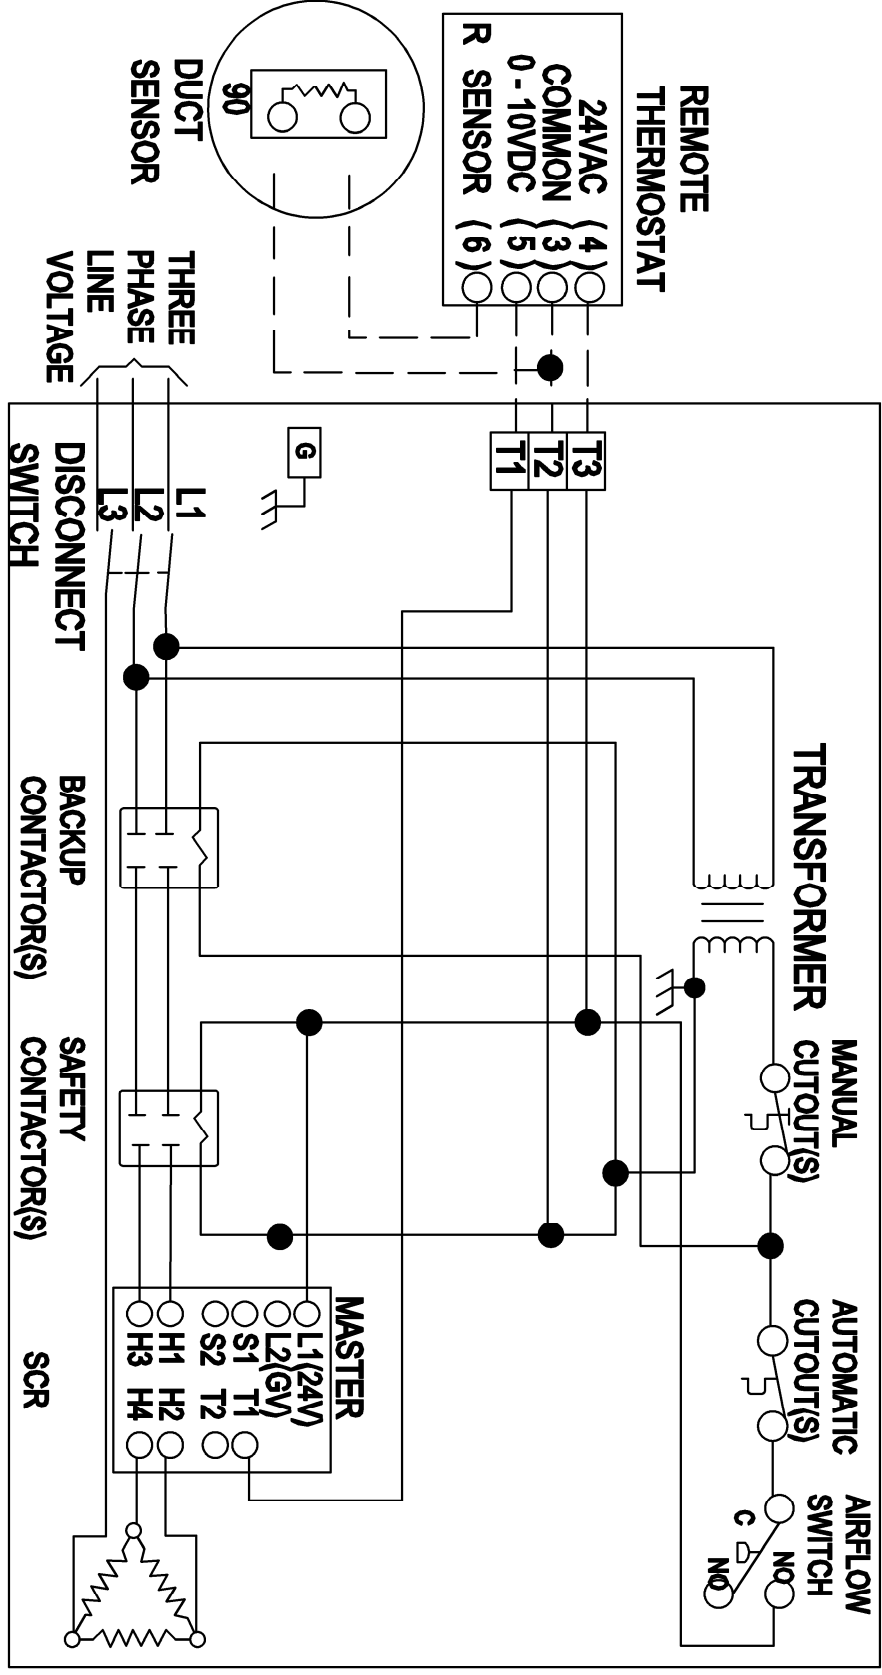 REMOTE
THERMOSTAT
24VAC (4)
COMMON (3)
0 - 10VDC (5)
R SENSOR (6)
90
DUCT
SENSOR
THREE
PHASE
LINE
VOLTAGE
T3
T2
T1
G
L1
L2
L3
DISCONNECT
SWITCH
TRANSFORMER
BACKUP
CONTACTOR(S)
SAFETY
CONTACTOR(S)
MANUAL
CUTOUT(S)
AUTOMATIC
CUTOUT(S)
AIRFLOW
SWITCH
C
NO
NO
MASTER
L1(24V)
L2(GV)
S1 T1
S2 T2
H1 H2
H3 H4
SCR